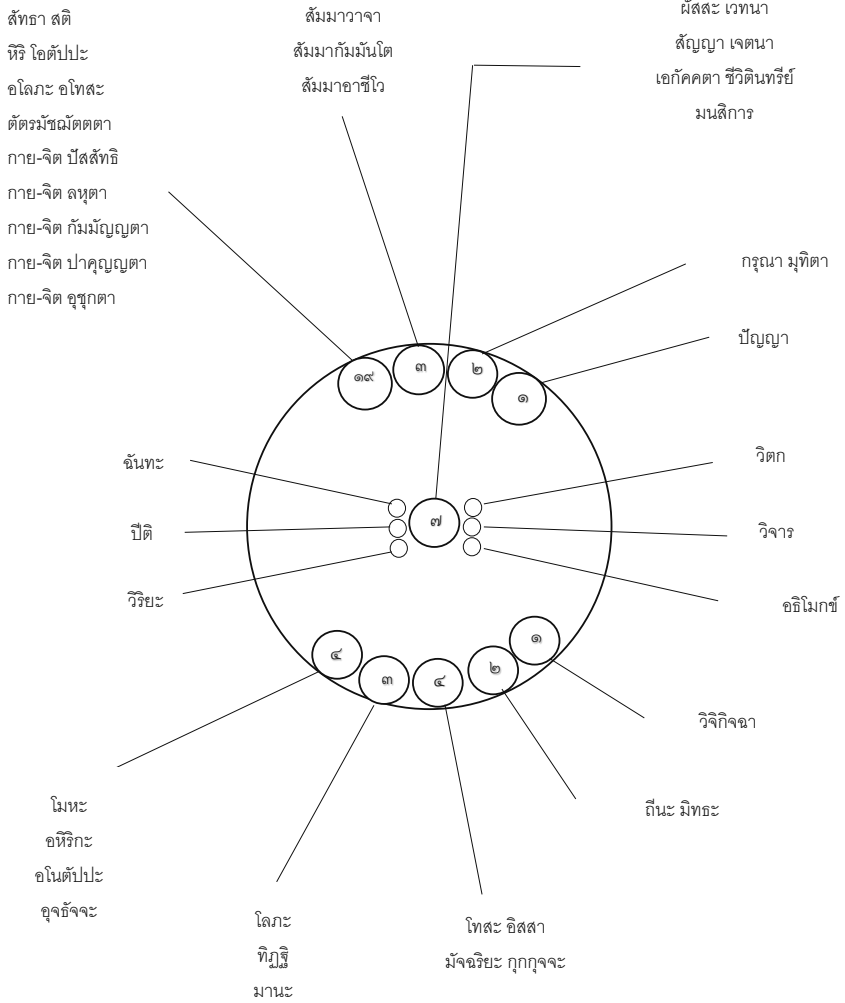 สัทธา สติ
หิริ โอตัปปะ
อโลภะ อโทสะ
ตัตรมัชฌัตตตา
กาย-จิต ปัสสัทธิ
กาย-จิต ลหุตา
กาย-จิต กัมมัญญตา
กาย-จิต ปาคุญญตา
กาย-จิต อุชุกตา
สัมมาวาจา
สัมมากัมมันโต
สัมมาอาชีโว
ผัสสะ เวทนา
สัญญา เจตนา
เอกัคคตา ชีวิตินทรีย์
มนสิการ
กรุณา มุทิตา
ปัญญา
๑๙
๓
๒
๑
ฉันทะ
ปีติ
วิริยะ
๗
วิตก
วิจาร
อธิโมกข์
๔
๓
๔
๒
๑
วิจิกิจฉา
ถีนะ มิทธะ
โมหะ
อหิริกะ
อโนตัปปะ
อุจธัจจะ
โลภะ
ทิฏฐิ
มานะ
โทสะ อิสสา
มัจฉริยะ กุกกุจจะ